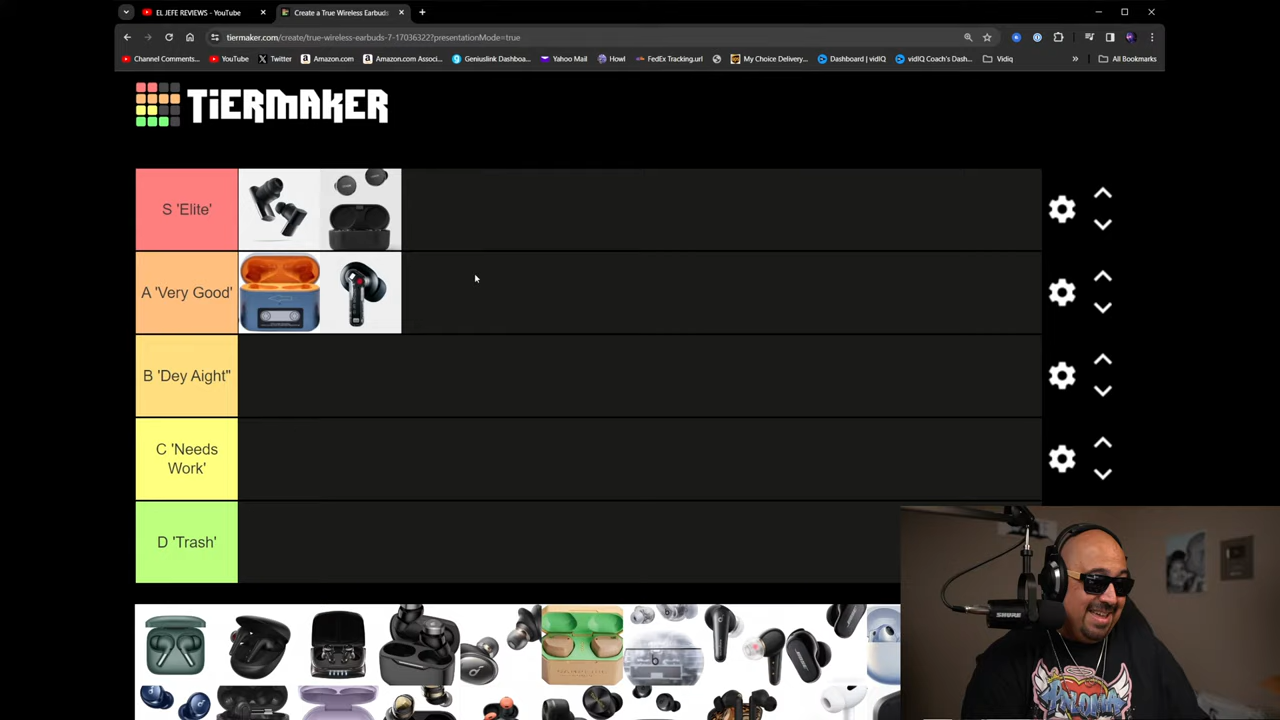 EL JEFE REVIEWS - YouTube
Create a True Wireless Earbuds
tiermaker.com/create/true-wireless-earbuds-7-17036322?presentationMode=true
Channel Comments...
YouTube
Twitter
Amazon.com
Amazon.com Associ...
Geniuslink Dashboa...
Yahoo Mail
Howl
FedEx Tracking.url
My Choice Delivery...
Dashboard | vidIQ
vidIQ Coach's Dash...
Vidiq
»
All Bookmarks
TiERMAKER
S 'Elite'
A 'Very Good'
B 'Dey Aight"
C 'Needs
Work'
D 'Trash'
SHURE